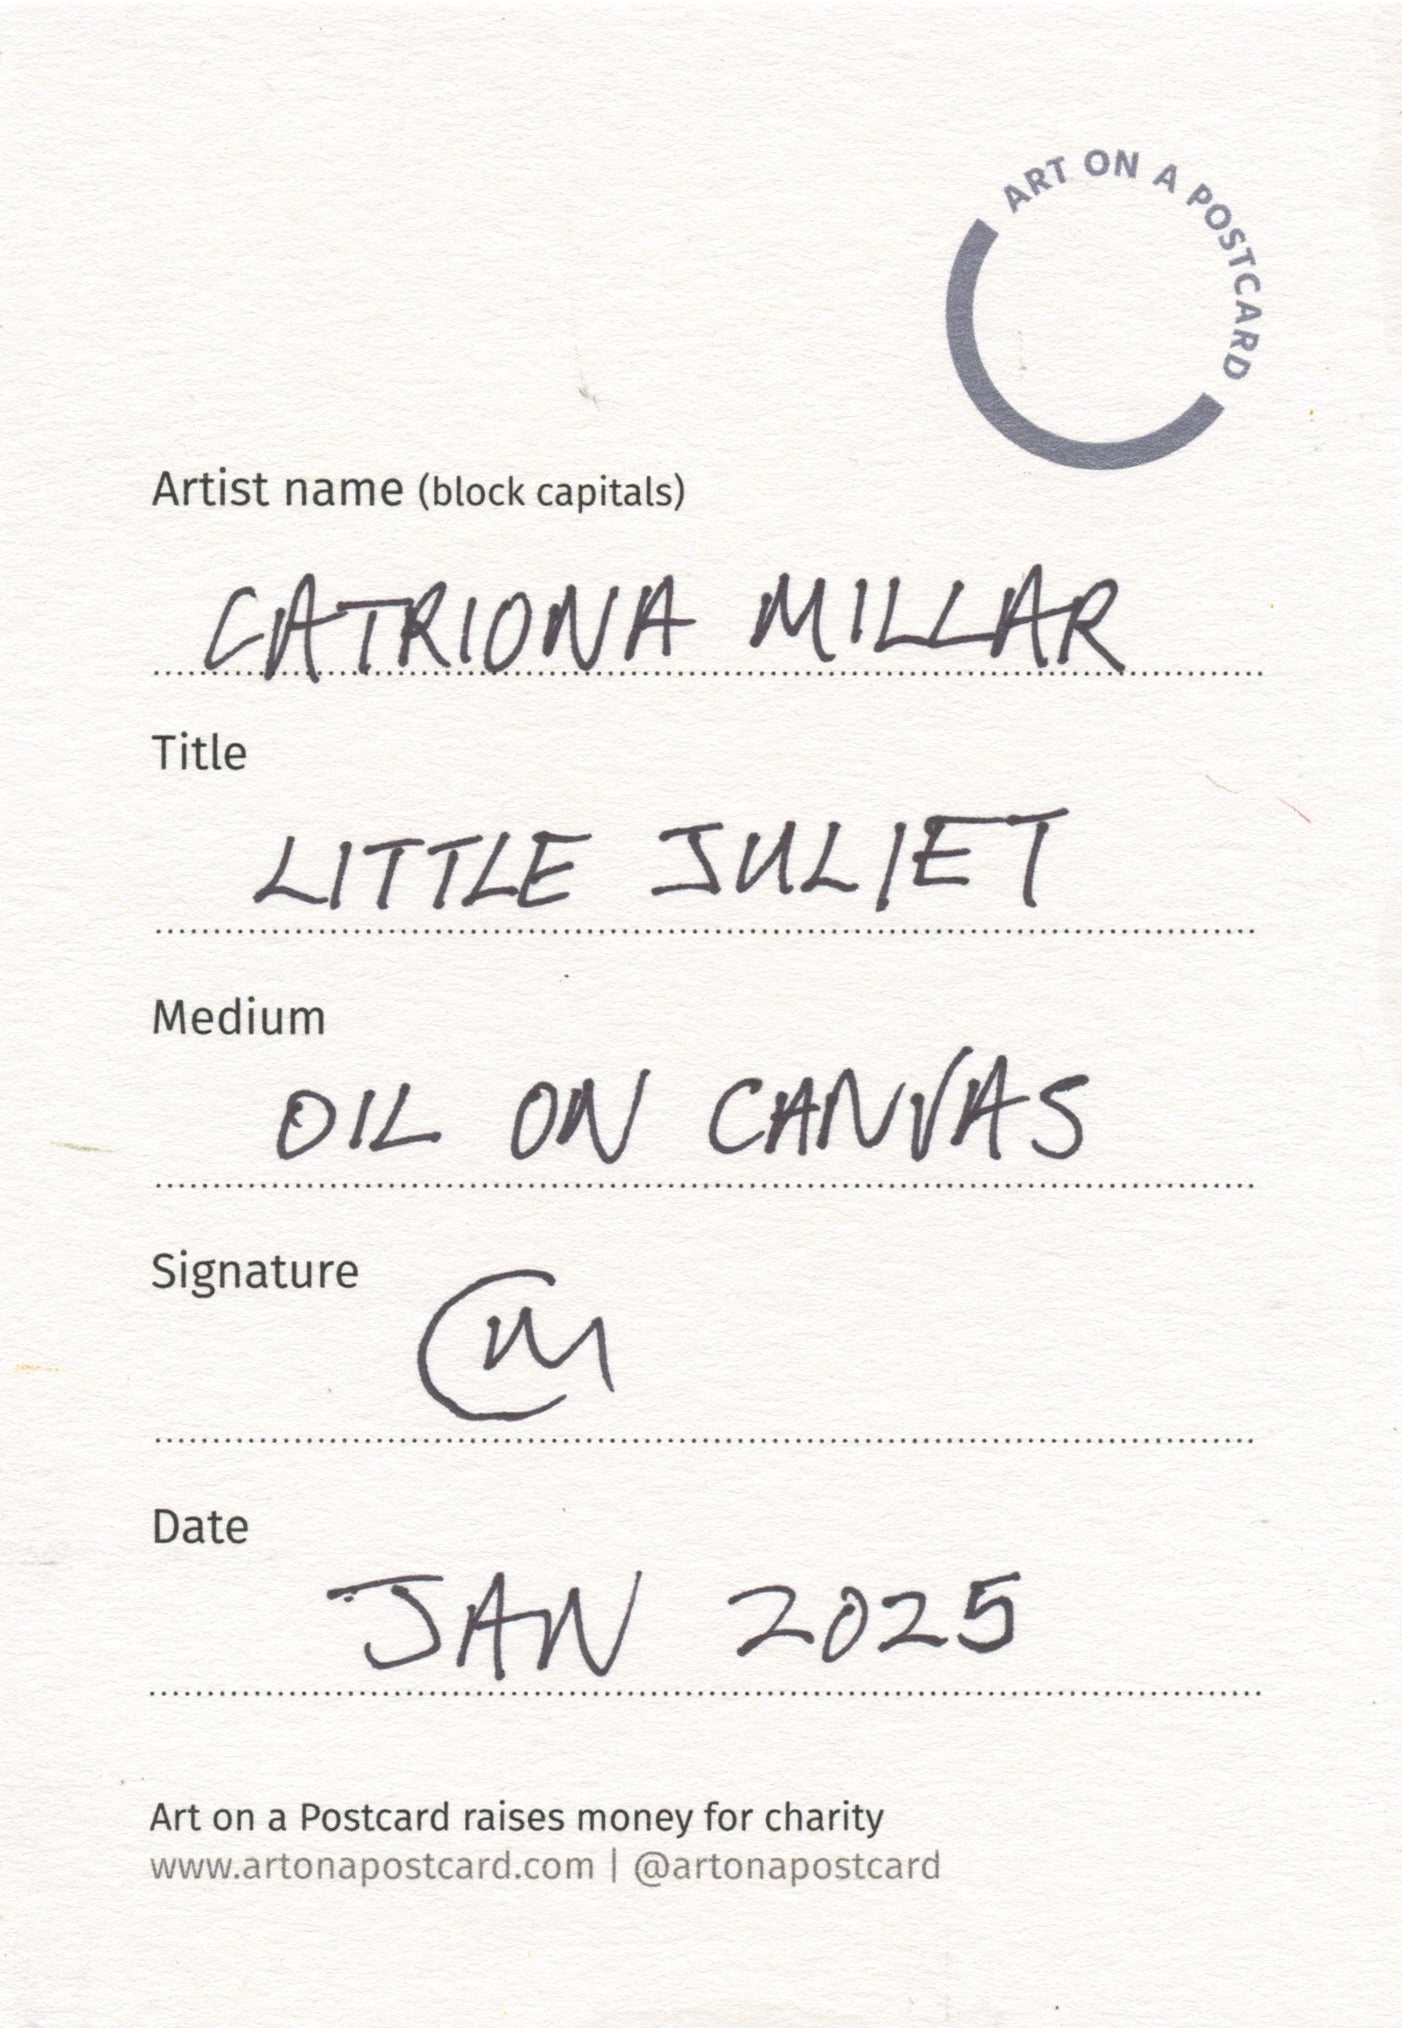 ART ON A POSTCARD
Artist name (block capitals)
CATRIONA MILLAR
Title
LITTLE JULIET
Medium
OIL ON CANVAS
Signature
CM
Date
JAN 2025
Art on a Postcard raises money for charity
www.artonapostcard.com | @artonapostcard